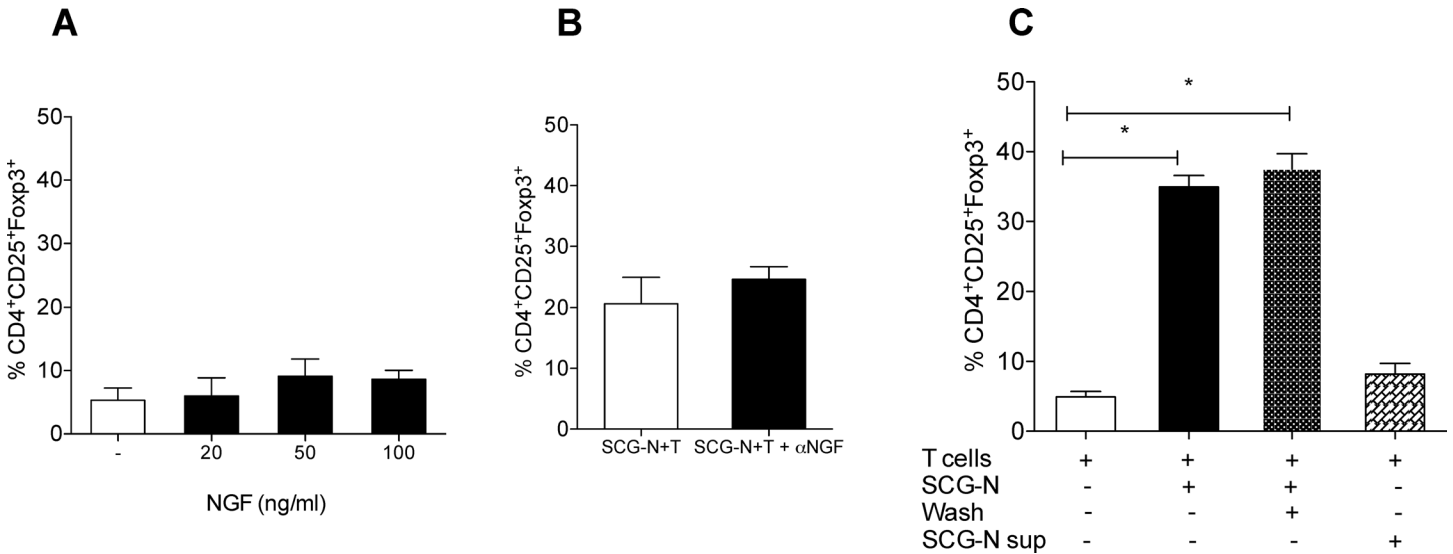 A
% CD4⁺CD25⁺Foxp3⁺
50
40
30
20
10
0
- 20 50 100
NGF (ng/ml)
B
% CD4⁺CD25⁺Foxp3⁺
50
40
30
20
10
0
SCG-N+T SCG-N+T + αNGF
C
% CD4⁺CD25⁺Foxp3⁺
50
40
30
20
10
0
*
*
T cells + + + +
SCG-N - + + -
Wash - - + -
SCG-N sup - - - +